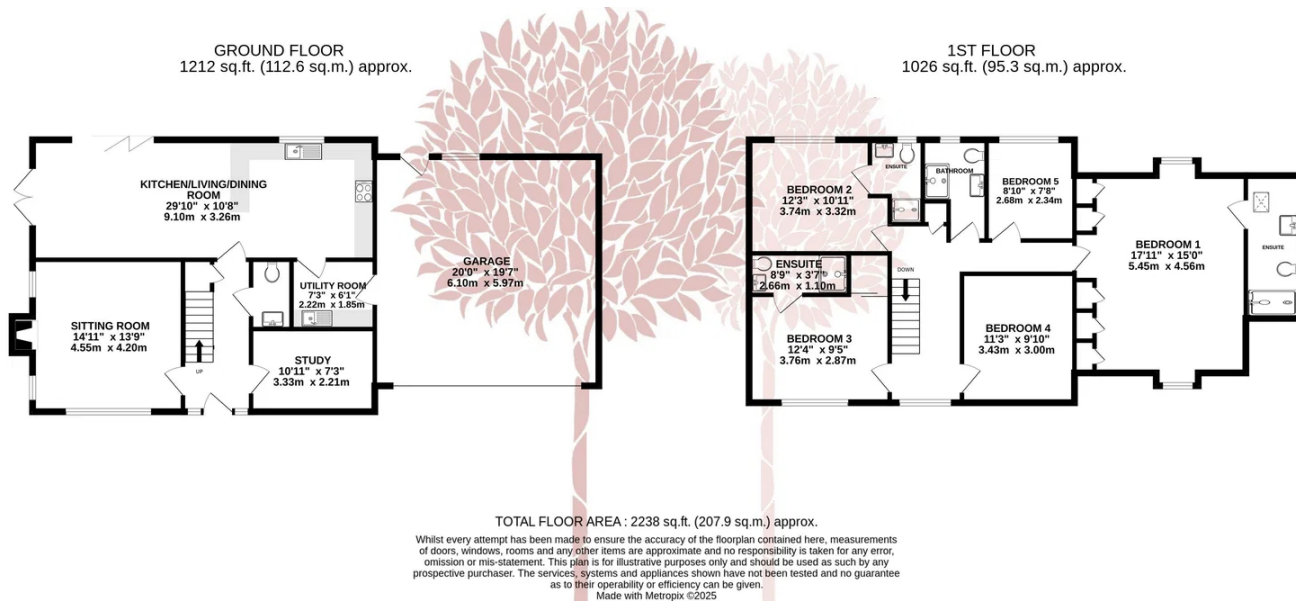 GROUND FLOOR
1212 sq.ft. (112.6 sq.m.) approx.
KITCHEN/LIVING/DINING
ROOM
29'10" x 10'8"
9.10m x 3.26m
SITTING ROOM
14'11" x 13'9"
4.55m x 4.20m
UP
UTILITY ROOM
7'3" x 6'1"
2.22m x 1.85m
STUDY
10'11" x 7'3"
3.33m x 2.21m
GARAGE
20'0" x 19'7"
6.10m x 5.97m
1ST FLOOR
1026 sq.ft. (95.3 sq.m.) approx.
BEDROOM 2
12'3" x 10'11"
3.74m x 3.32m
ENSUITE
BATHROOM
BEDROOM 5
8'10" x 7'8"
2.68m x 2.34m
BEDROOM 1
17'11" x 15'0"
5.45m x 4.56m
ENSUITE
ENSUITE
8'9" x 3'7"
2.66m x 1.10m
DOWN
BEDROOM 3
12'4" x 9'5"
3.76m x 2.87m
BEDROOM 4
11'3" x 9'10"
3.43m x 3.00m
TOTAL FLOOR AREA : 2238 sq.ft. (207.9 sq.m.) approx.
Whilst every attempt has been made to ensure the accuracy of the floorplan contained here, measurements
of doors, windows, rooms and any other items are approximate and no responsibility is taken for any error,
omission or mis-statement. This plan is for illustrative purposes only and should be used as such by any
prospective purchaser. The services, systems and appliances shown have not been tested and no guarantee
as to their operability or efficiency can be given.
Made with Metropix ©2025